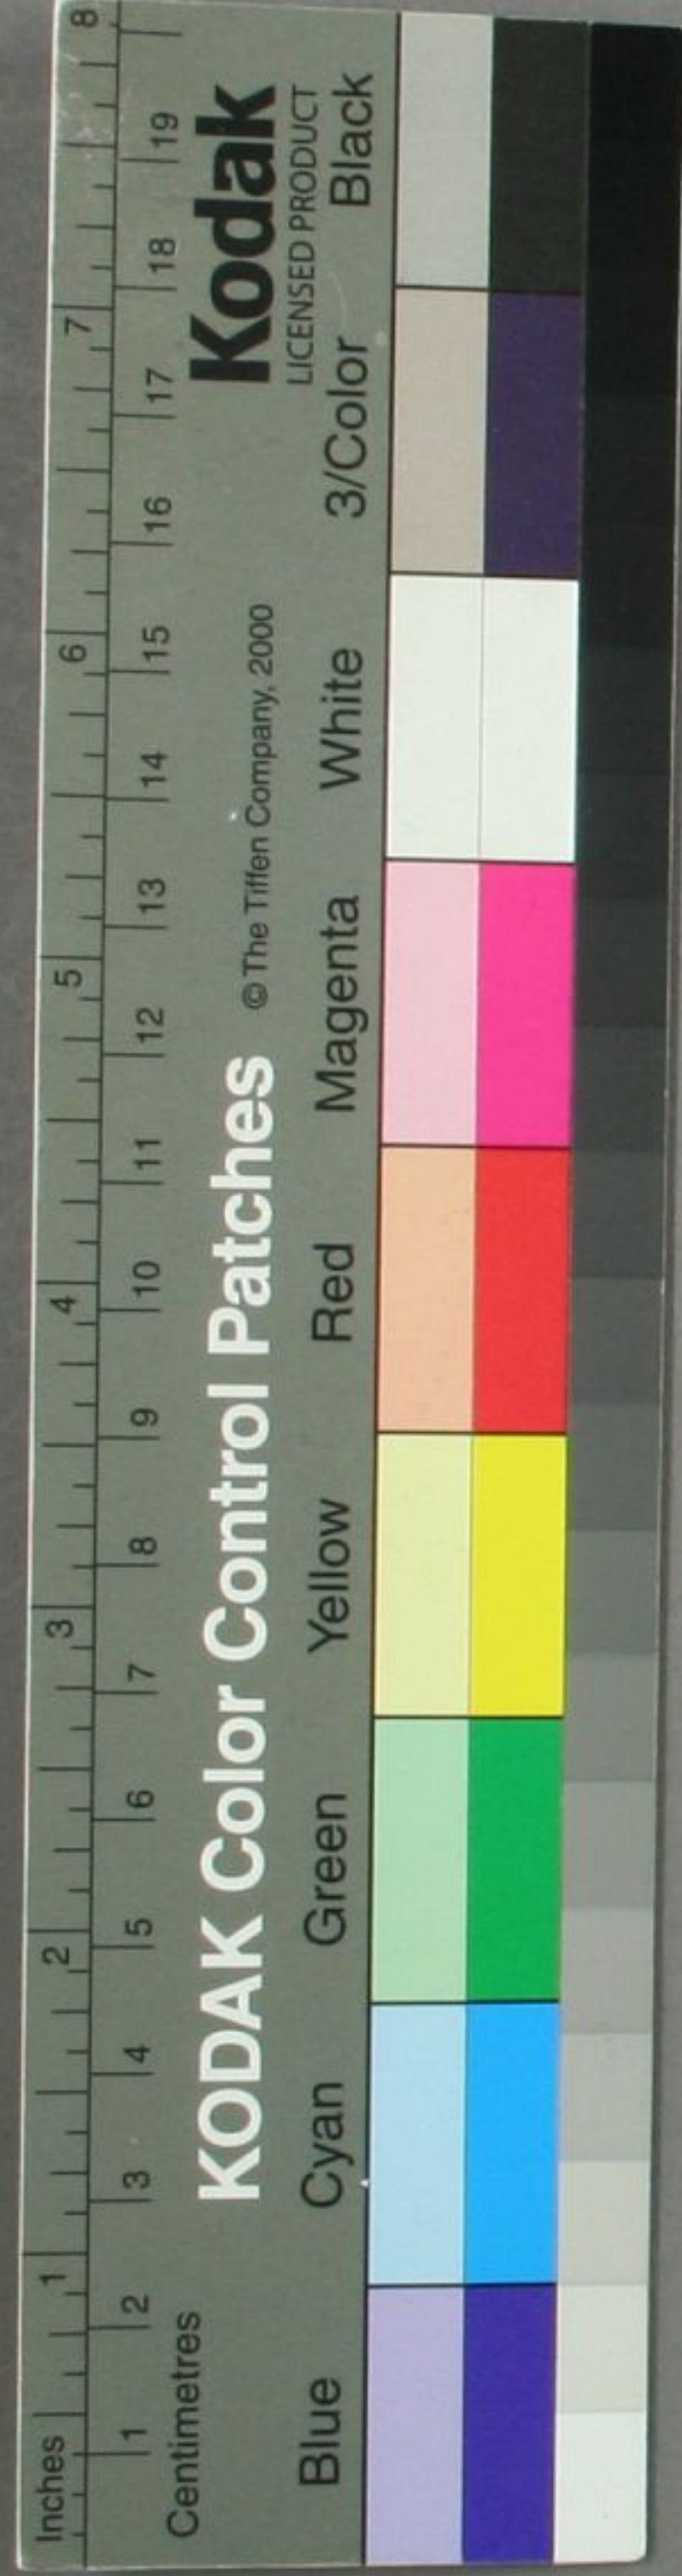 Inches 1 2 3 4 5 6 7 8
1 2 3 4 5 6 7 8 9 10 11 12 13 14 15 16 17 18 19
Centimetres
KODAK Color Control Patches © The Tiffen Company, 2000 Kodak
LICENSED PRODUCT
Blue Cyan Green Yellow Red Magenta White 3/Color Black